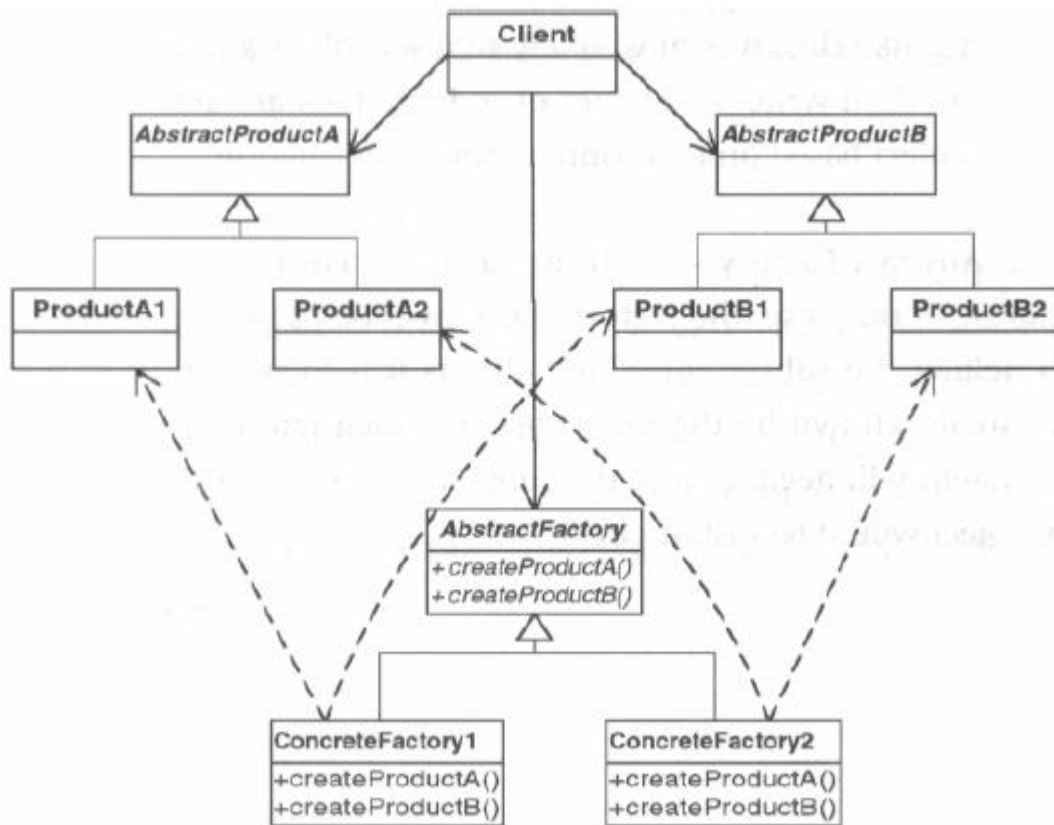 Client
AbstractProductA
AbstractProductB
ProductA1
ProductA2
ProductB1
ProductB2
AbstractFactory
+createProductA()
+createProductB()
ConcreteFactory1
+createProductA()
+createProductB()
ConcreteFactory2
+createProductA()
+createProductB()